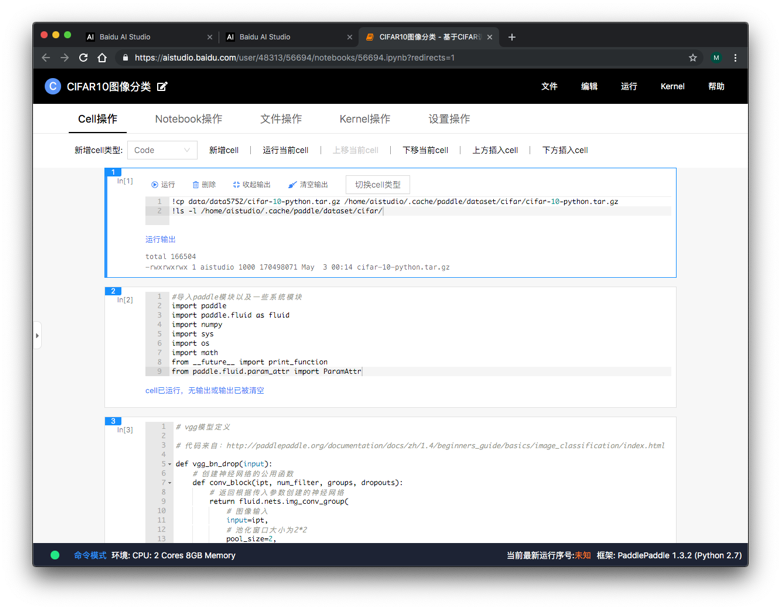 Baidu AI Studio
Baidu AI Studio
CIFAR10图像分类 - 基于CIFAR
https://aistudio.baidu.com/user/48313/56694/notebooks/56694.ipynb?redirects=1
M
C CIFAR10图像分类
文件 编辑 运行 Kernel 帮助
Cell操作 Notebook操作 文件操作 Kernel操作 设置操作
新增cell类型: Code 新增cell | 运行当前cell | 上移当前cell | 下移当前cell | 上方插入cell | 下方插入cell
1
In[1] 运行 删除 收起输出 清空输出 切换cell类型
1 !cp data/data5752/cifar-10-python.tar.gz /home/aistudio/.cache/paddle/dataset/cifar/cifar-10-python.tar.gz
2 !ls -l /home/aistudio/.cache/paddle/dataset/cifar/
运行输出
total 166504
-rwxrwxrwx 1 aistudio 1000 170498071 May  3 00:14 cifar-10-python.tar.gz
2
In[2]
1 #导入paddle模块以及一些系统模块
2 import paddle
3 import paddle.fluid as fluid
4 import numpy
5 import sys
6 import os
7 import math
8 from __future__ import print_function
9 from paddle.fluid.param_attr import ParamAttr
cell已运行，无输出或输出已被清空
3
In[3]
1 # vgg模型定义
2
3 # 代码来自：http://paddlepaddle.org/documentation/docs/zh/1.4/beginners_guide/basics/image_classification/index.html
4
5 def vgg_bn_drop(input):
6 # 创建神经网络的公用函数
7 def conv_block(ipt, num_filter, groups, dropouts):
8 # 返回根据传入参数创建的神经网络
9 return fluid.nets.img_conv_group(
10 # 图像输入
11 input=ipt,
12 # 池化窗口大小为2*2
13 pool_size=2,
命令模式 环境: CPU: 2 Cores 8GB Memory
当前最新运行序号:未知 框架: PaddlePaddle 1.3.2 (Python 2.7)